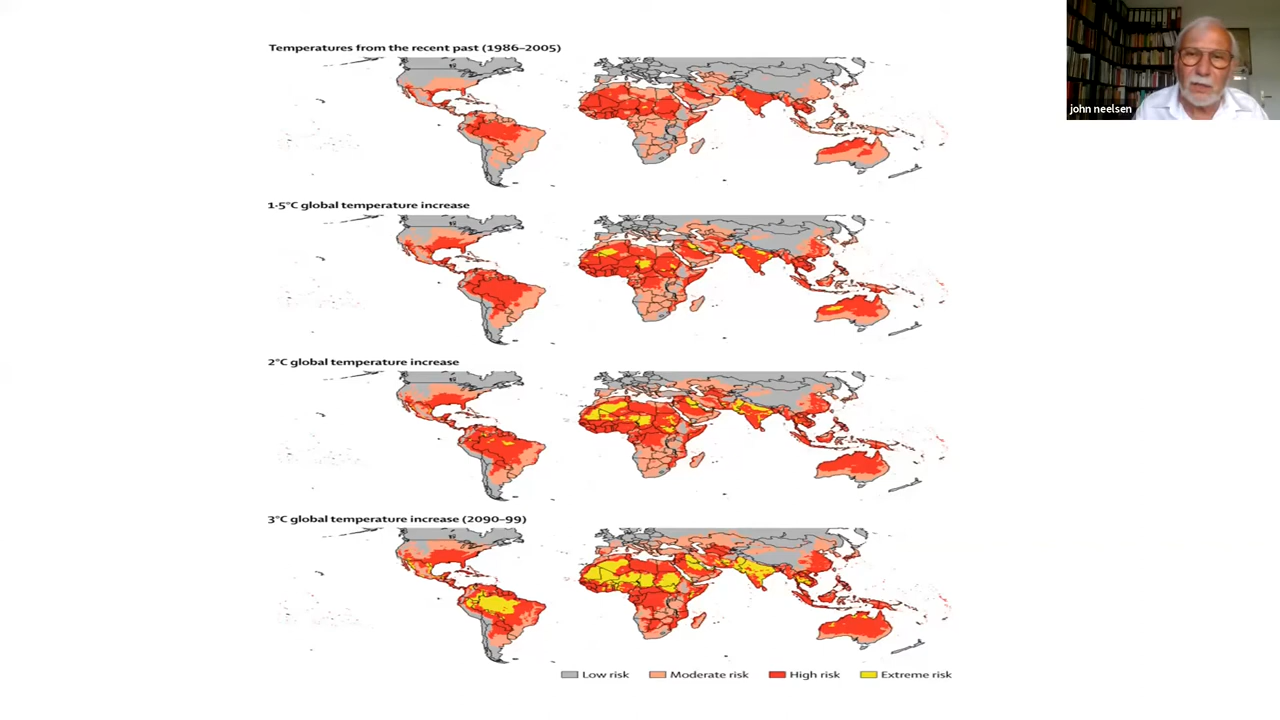 Temperatures from the recent past (1986–2005)
john neelsen
1·5°C global temperature increase
2°C global temperature increase
3°C global temperature increase (2090–99)
Low risk
Moderate risk
High risk
Extreme risk